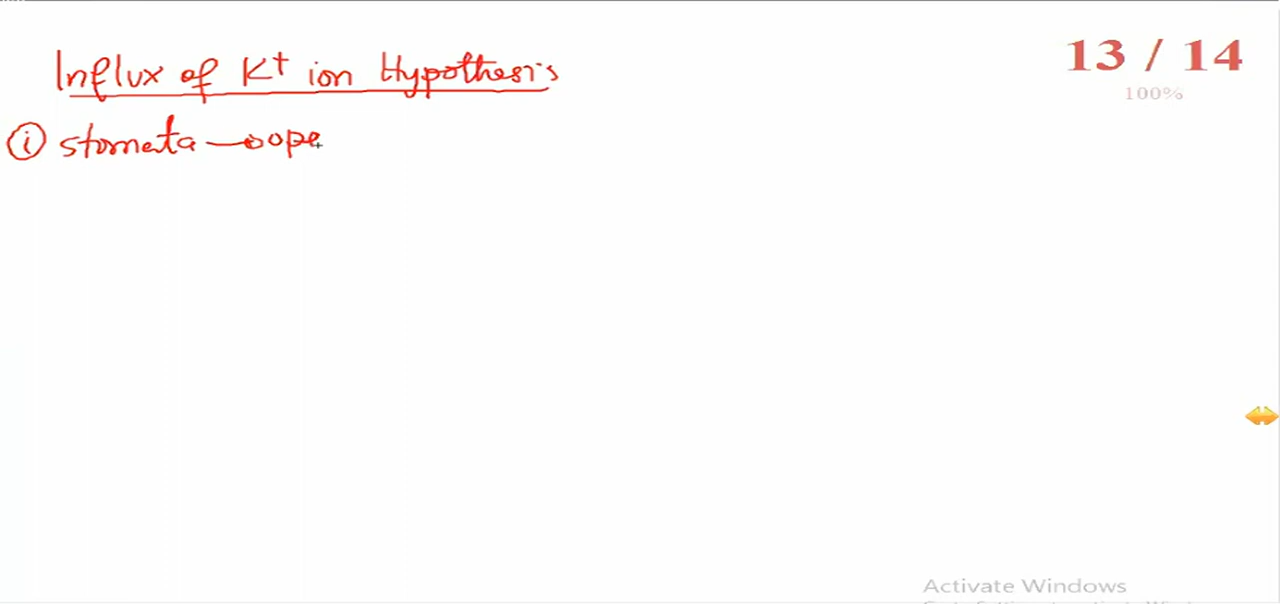 Influx of K+ ion Hypothesis
13 / 14
100%
i stomata → ope
Activate Windows